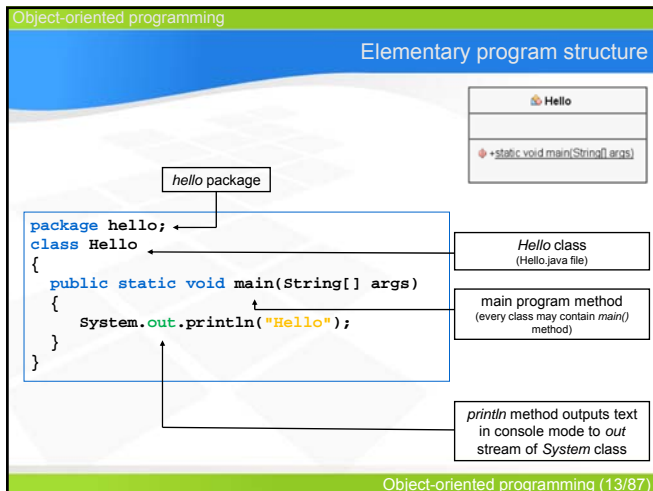 Object-oriented programming
Elementary program structure
Hello
+static void main(String[] args)
hello package
package hello;
class Hello
{
public static void main(String[] args)
{
System.out.println("Hello");
}
}
Hello class
(Hello.java file)
main program method
(every class may contain main()
method)
println method outputs text
in console mode to out
stream of System class
Object-oriented programming (13/87)